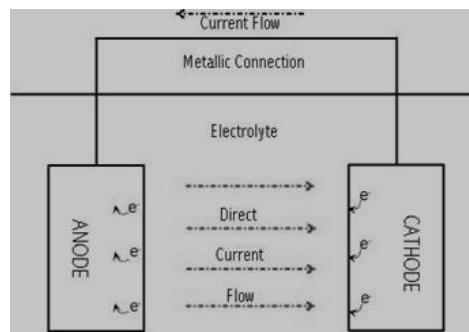 Current Flow
Metallic Connection
Electrolyte
ANODE
e-
e-
e-
Direct
Current
Flow
e-
e-
e-
CATHODE